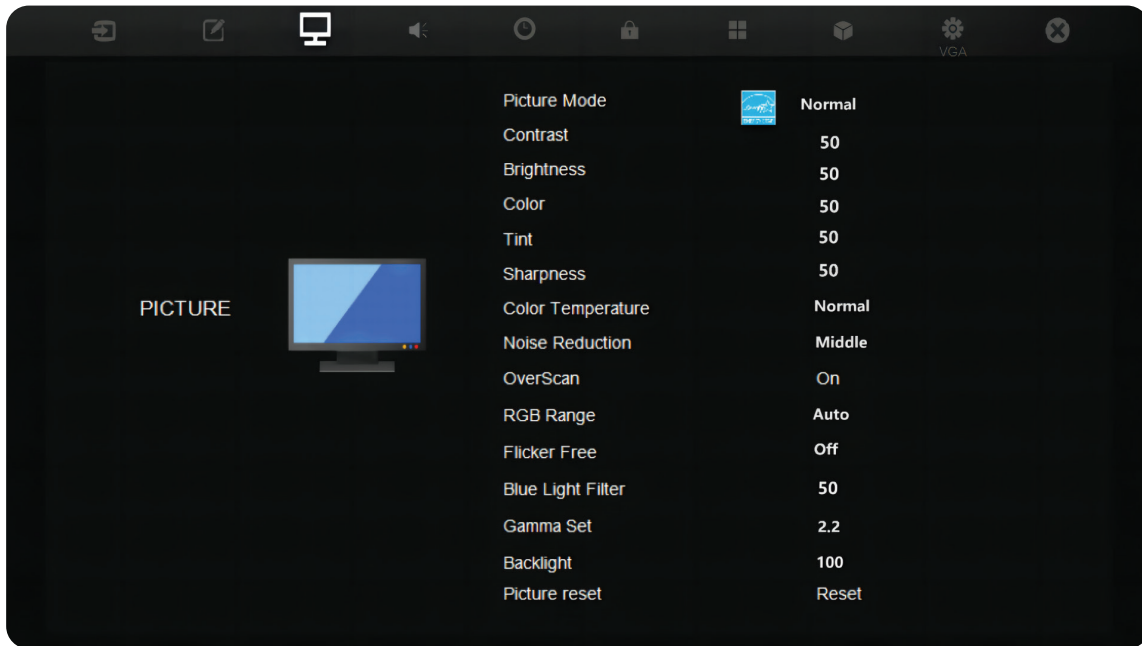 VGA
Picture Mode Normal
Contrast 50
Brightness 50
Color 50
Tint 50
Sharpness 50
PICTURE
Color Temperature Normal
Noise Reduction Middle
OverScan On
RGB Range Auto
Flicker Free Off
Blue Light Filter 50
Gamma Set 2.2
Backlight 100
Picture reset Reset